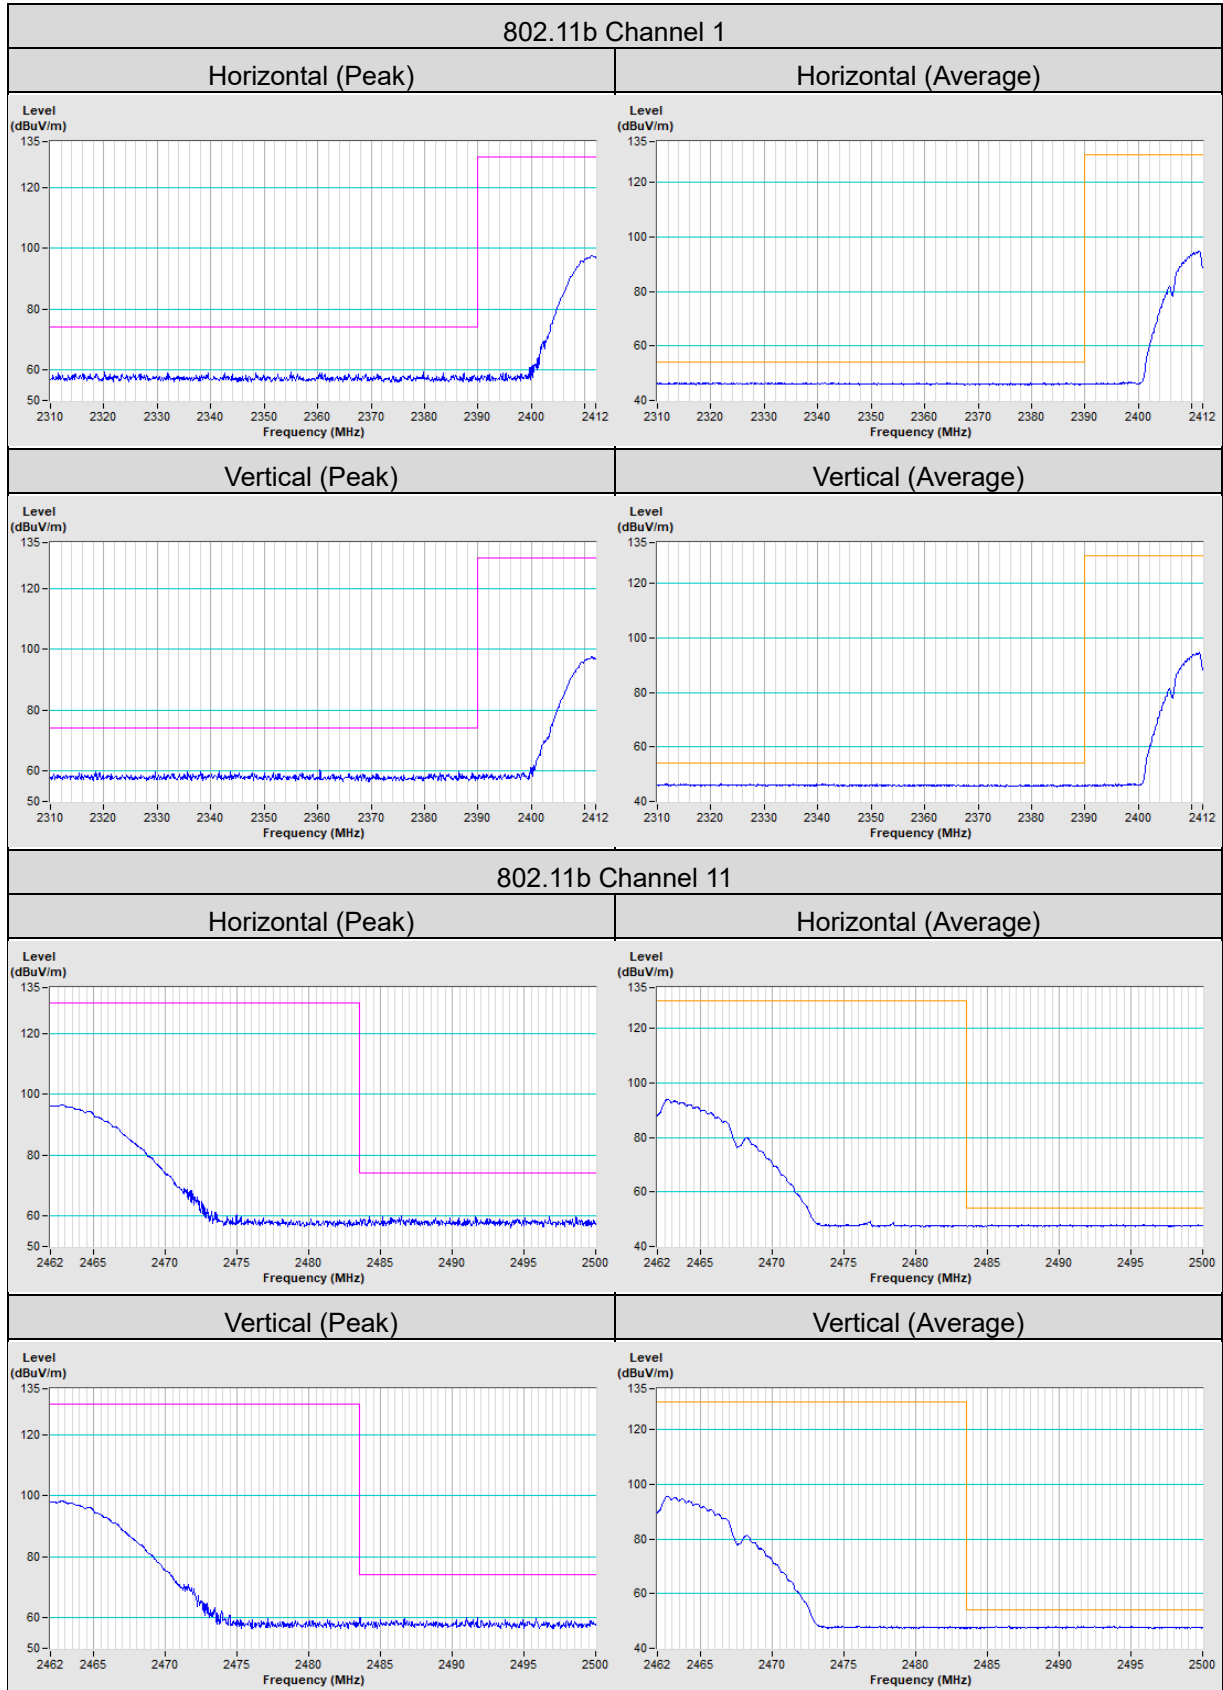 802.11b Channel 1
Horizontal (Peak) Horizontal (Average)
Level Level
(dBuV/m) (dBuV/m)
135 135
120 120
100 100
80 80
60 60
50 40
2310 2320 2330 2340 2350 2360 2370 2380 2390 2400 2412 2310 2320 2330 2340 2350 2360 2370 2380 2390 2400 2412
Frequency (MHz) Frequency (MHz)
Vertical (Peak) Vertical (Average)
Level Level
(dBuV/m) (dBuV/m)
135 135
120 120
100 100
80 80
60 60
50 40
2310 2320 2330 2340 2350 2360 2370 2380 2390 2400 2412 2310 2320 2330 2340 2350 2360 2370 2380 2390 2400 2412
Frequency (MHz) Frequency (MHz)
802.11b Channel 11
Horizontal (Peak) Horizontal (Average)
Level Level
(dBuV/m) (dBuV/m)
135 135
120 120
100 100
80 80
60 60
50 40
2462 2465 2470 2475 2480 2485 2490 2495 2500 2462 2465 2470 2475 2480 2485 2490 2495 2500
Frequency (MHz) Frequency (MHz)
Vertical (Peak) Vertical (Average)
Level Level
(dBuV/m) (dBuV/m)
135 135
120 120
100 100
80 80
60 60
50 40
2462 2465 2470 2475 2480 2485 2490 2495 2500 2462 2465 2470 2475 2480 2485 2490 2495 2500
Frequency (MHz) Frequency (MHz)